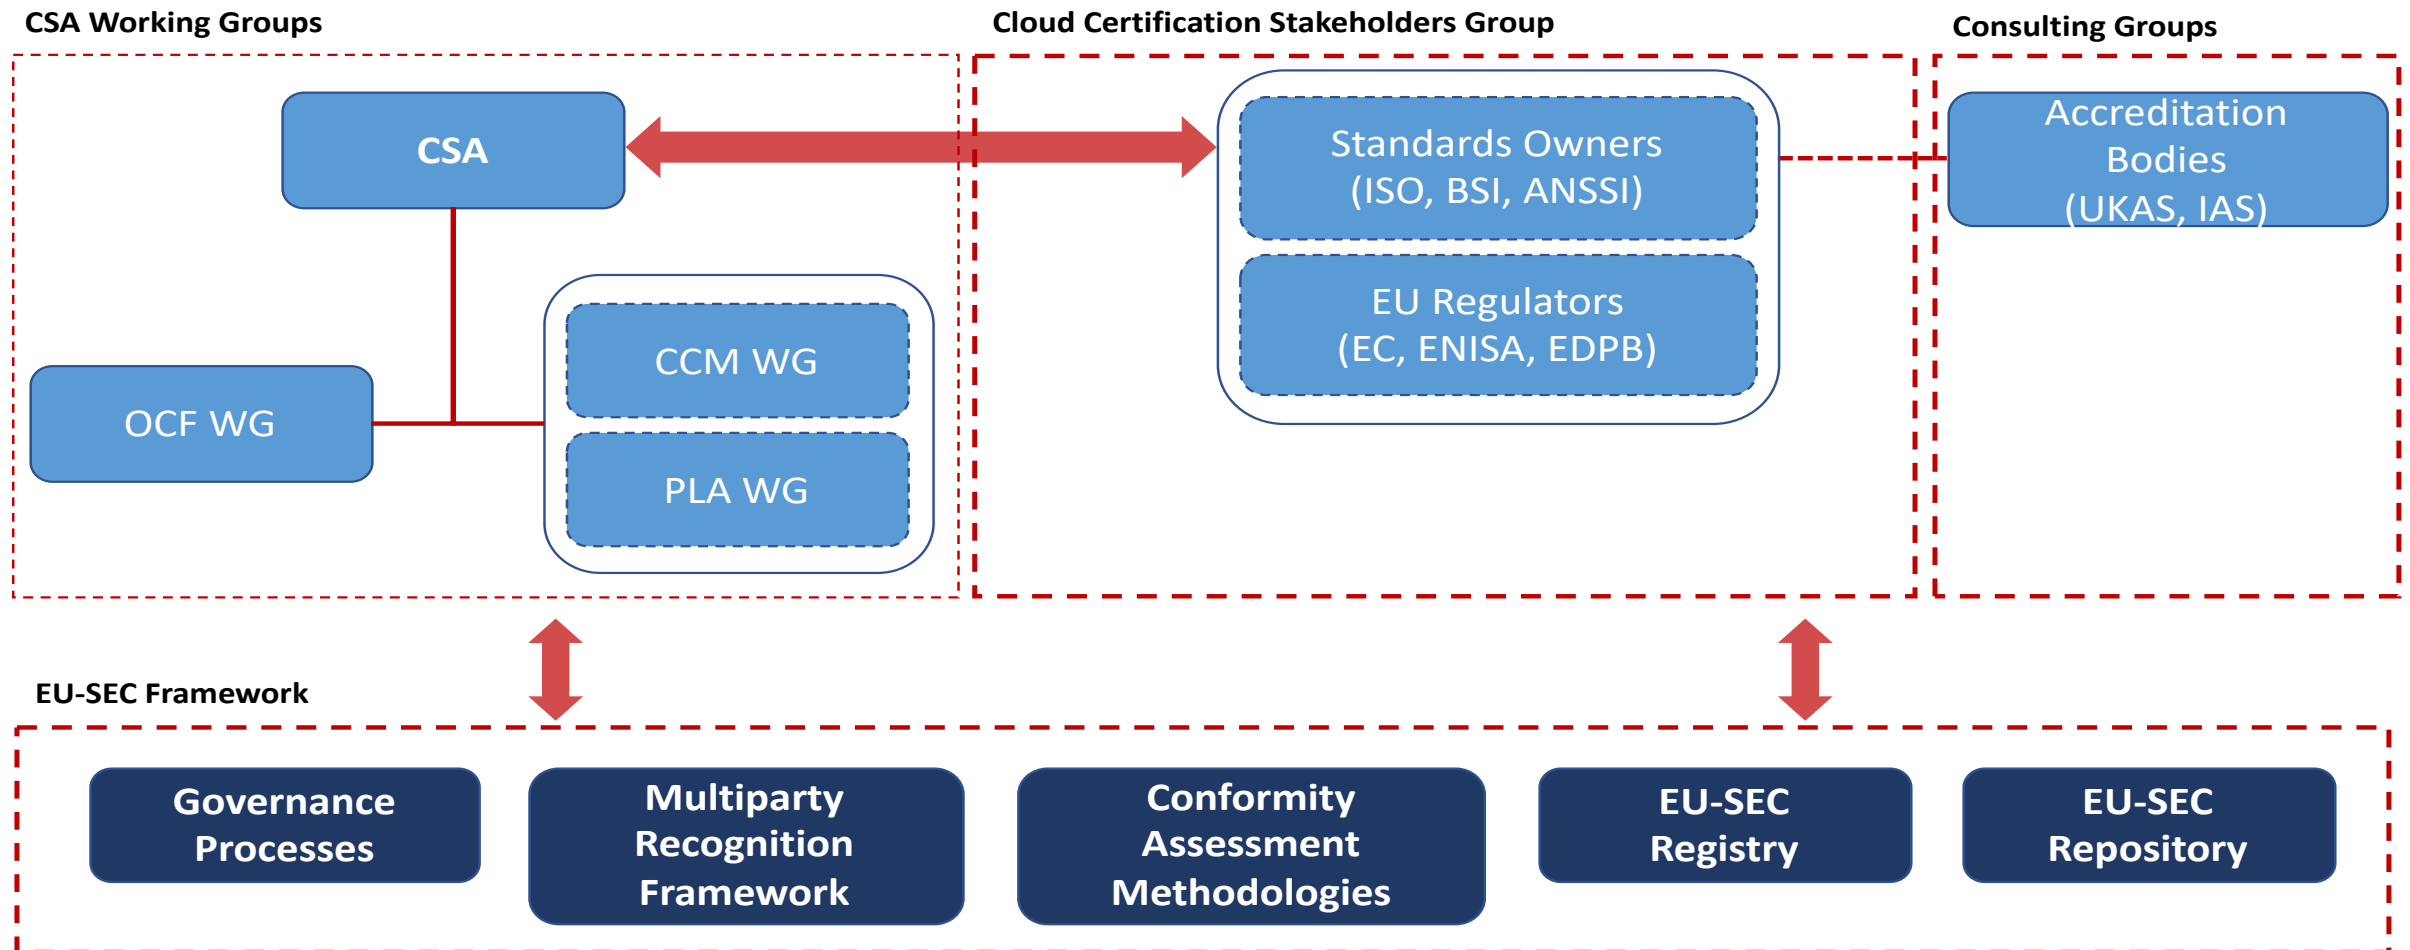 CSA Working Groups
Cloud Certification Stakeholders Group
Consulting Groups
CSA
OCF WG
CCM WG
PLA WG
Standards Owners
(ISO, BSI, ANSSI)
EU Regulators
(EC, ENISA, EDPB)
Accreditation
Bodies
(UKAS, IAS)
EU-SEC Framework
Governance
Processes
Multiparty
Recognition
Framework
Conformity
Assessment
Methodologies
EU-SEC
Registry
EU-SEC
Repository